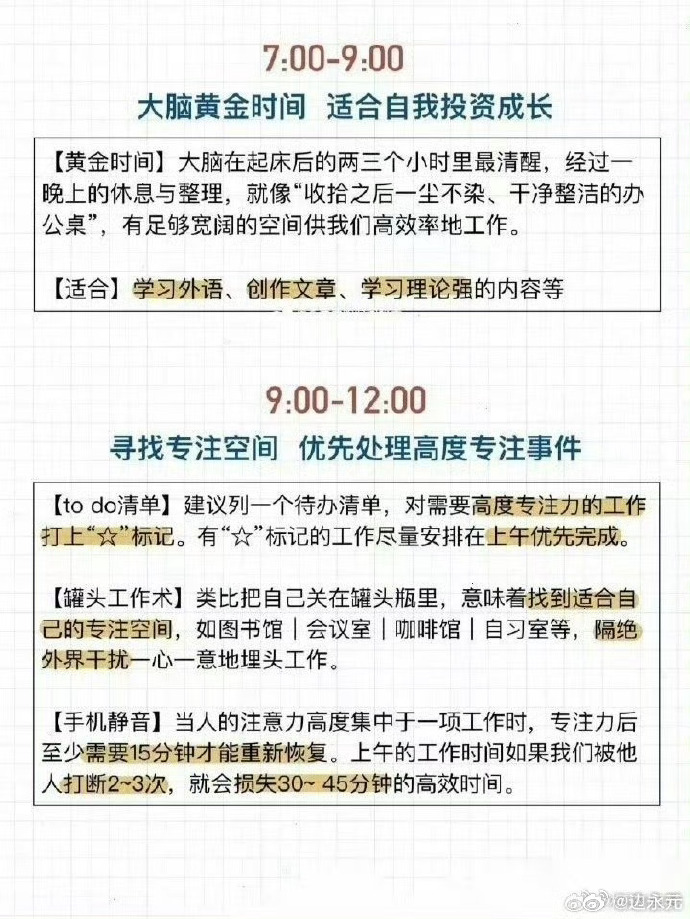 7:00-9:00
大脑黄金时间 适合自我投资成长
【黄金时间】大脑在起床后的两三个小时里最清醒，经过一
晚上的休息与整理，就像“收拾之后一尘不染、干净整洁的办
公桌”，有足够宽阔的空间供我们高效率地工作。
【适合】学习外语、创作文章、学习理论强的内容等
9:00-12:00
寻找专注空间 优先处理高度专注事件
【to do清单】建议列一个待办清单，对需要高度专注力的工作
打上“☆”标记。有“☆”标记的工作尽量安排在上午优先完成。
【罐头工作术】类比把自己关在罐头瓶里，意味着找到适合自
己的专注空间，如图书馆｜会议室｜咖啡馆｜自习室等，隔绝
外界干扰一心一意地埋头工作。
【手机静音】当人的注意力高度集中于一项工作时，专注力后
至少需要15分钟才能重新恢复。上午的工作时间如果我们被他
人打断2~3次，就会损失30~ 45分钟的高效时间。
@边永元